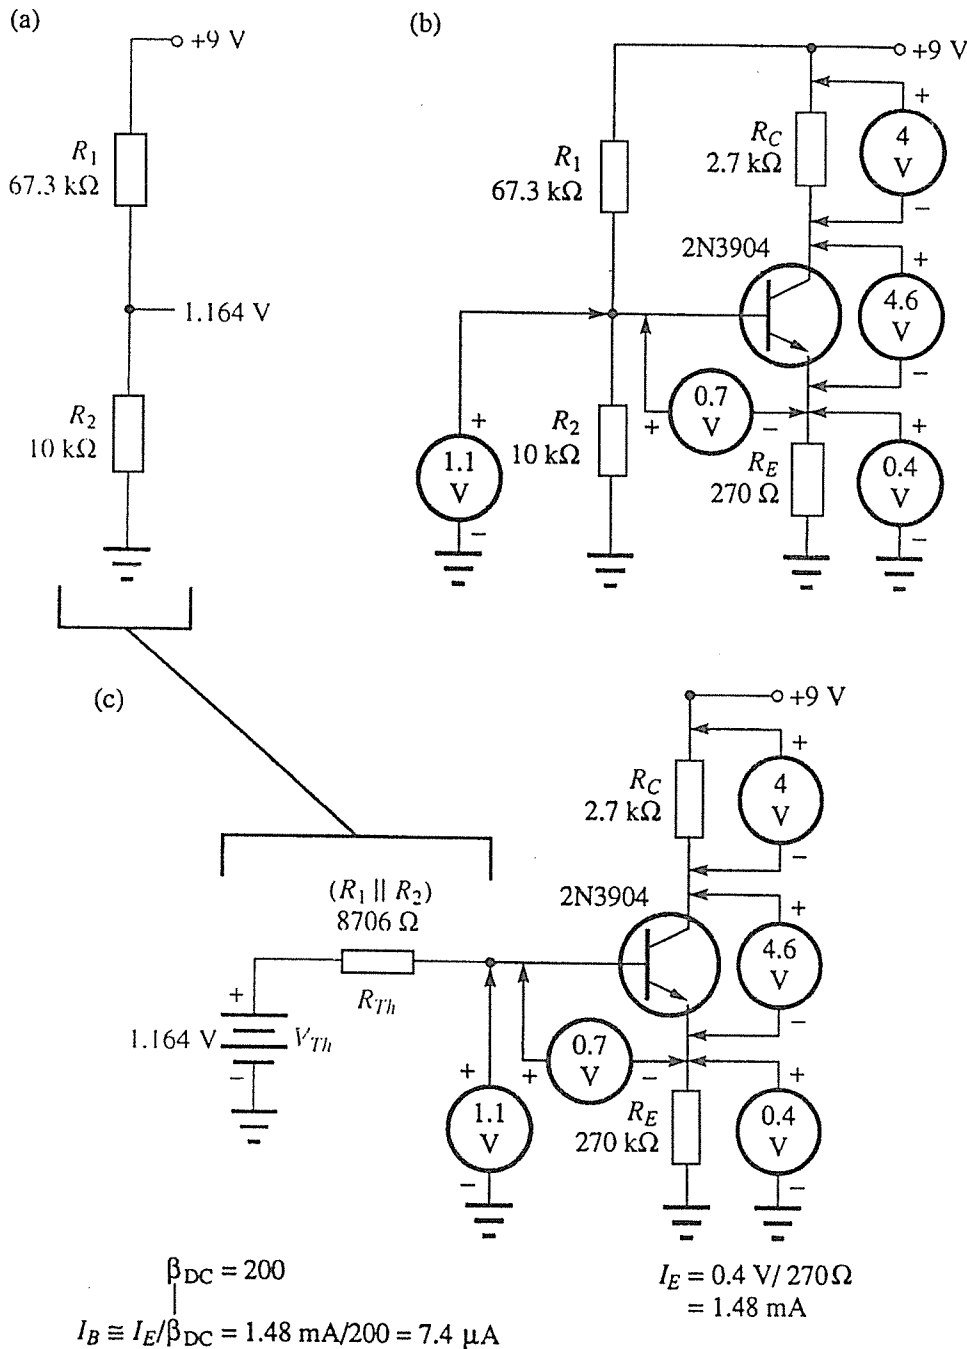 (a)
+9 V
R1
67.3 kΩ
1.164 V
R2
10 kΩ
(b)
+9 V
RC
2.7 kΩ
+
4
V
−
R1
67.3 kΩ
2N3904
+
4.6
V
−
+
0.7
V
−
+
1.1
V
−
R2
10 kΩ
RE
270 Ω
+
0.4
V
−
(c)
+9 V
RC
2.7 kΩ
+
4
V
−
(R1 || R2)
8706 Ω
RTh
2N3904
+
4.6
V
−
+
1.164 V
VTh
−
+
0.7
V
−
+
1.1
V
−
RE
270 kΩ
+
0.4
V
−
βDC = 200
IB ≅ IE/βDC = 1.48 mA/200 = 7.4 μA
IE = 0.4 V/ 270 Ω
= 1.48 mA